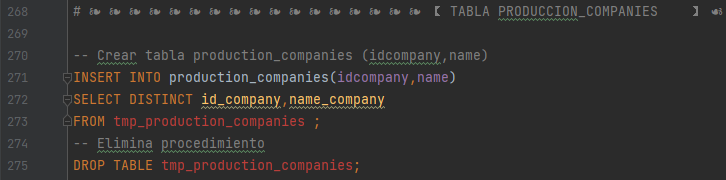 268 # ❧ ❧ ❧ ❧ ❧ ❧ ❧ ❧ ❧ ❧ ❧ ❧ ❧ ❧ ❧ ❧ ❧ 【 TABLA PRODUCCION_COMPANIES 】 ☙
269
270 -- Crear tabla production_companies (idcompany,name)
271 INSERT INTO production_companies(idcompany,name)
272 SELECT DISTINCT id_company,name_company
273 FROM tmp_production_companies ;
274 -- Elimina procedimiento
275 DROP TABLE tmp_production_companies;